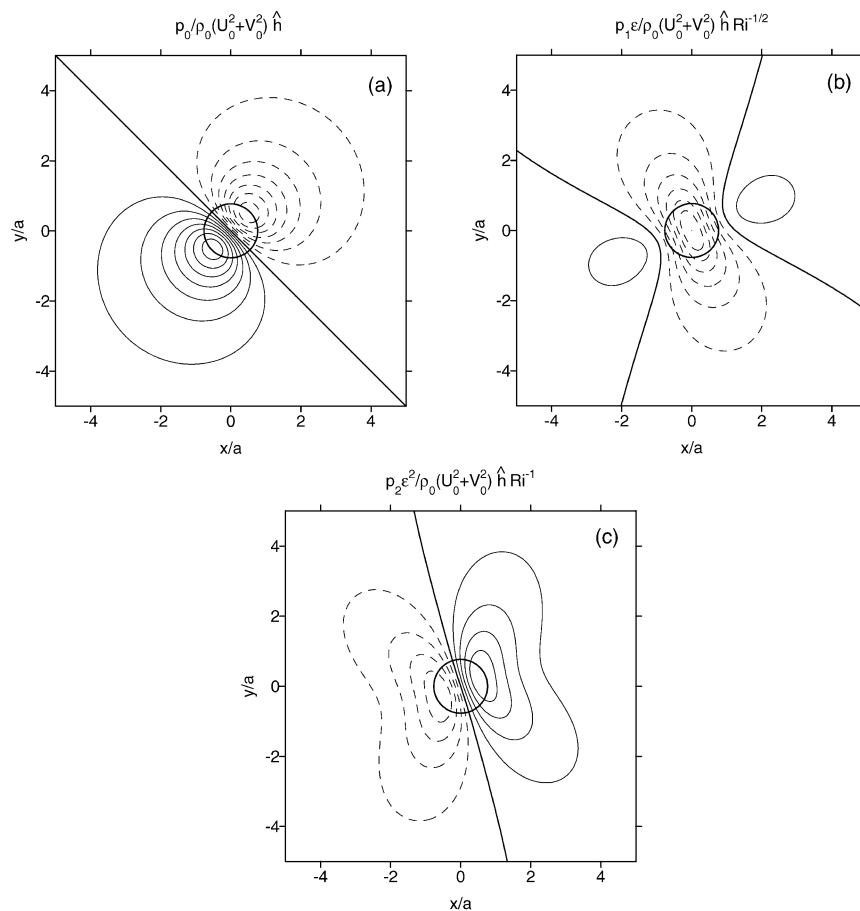 p₀/ρ₀(U₀²+V₀²) ĥ
(a)
4
2
0
-2
-4
y/a
-4 -2 0 2 4
x/a
p₁ε/ρ₀(U₀²+V₀²) ĥ Ri⁻¹/²
(b)
4
2
0
-2
-4
y/a
-4 -2 0 2 4
x/a
p₂ε²/ρ₀(U₀²+V₀²) ĥ Ri⁻¹
(c)
4
2
0
-2
-4
y/a
-4 -2 0 2 4
x/a